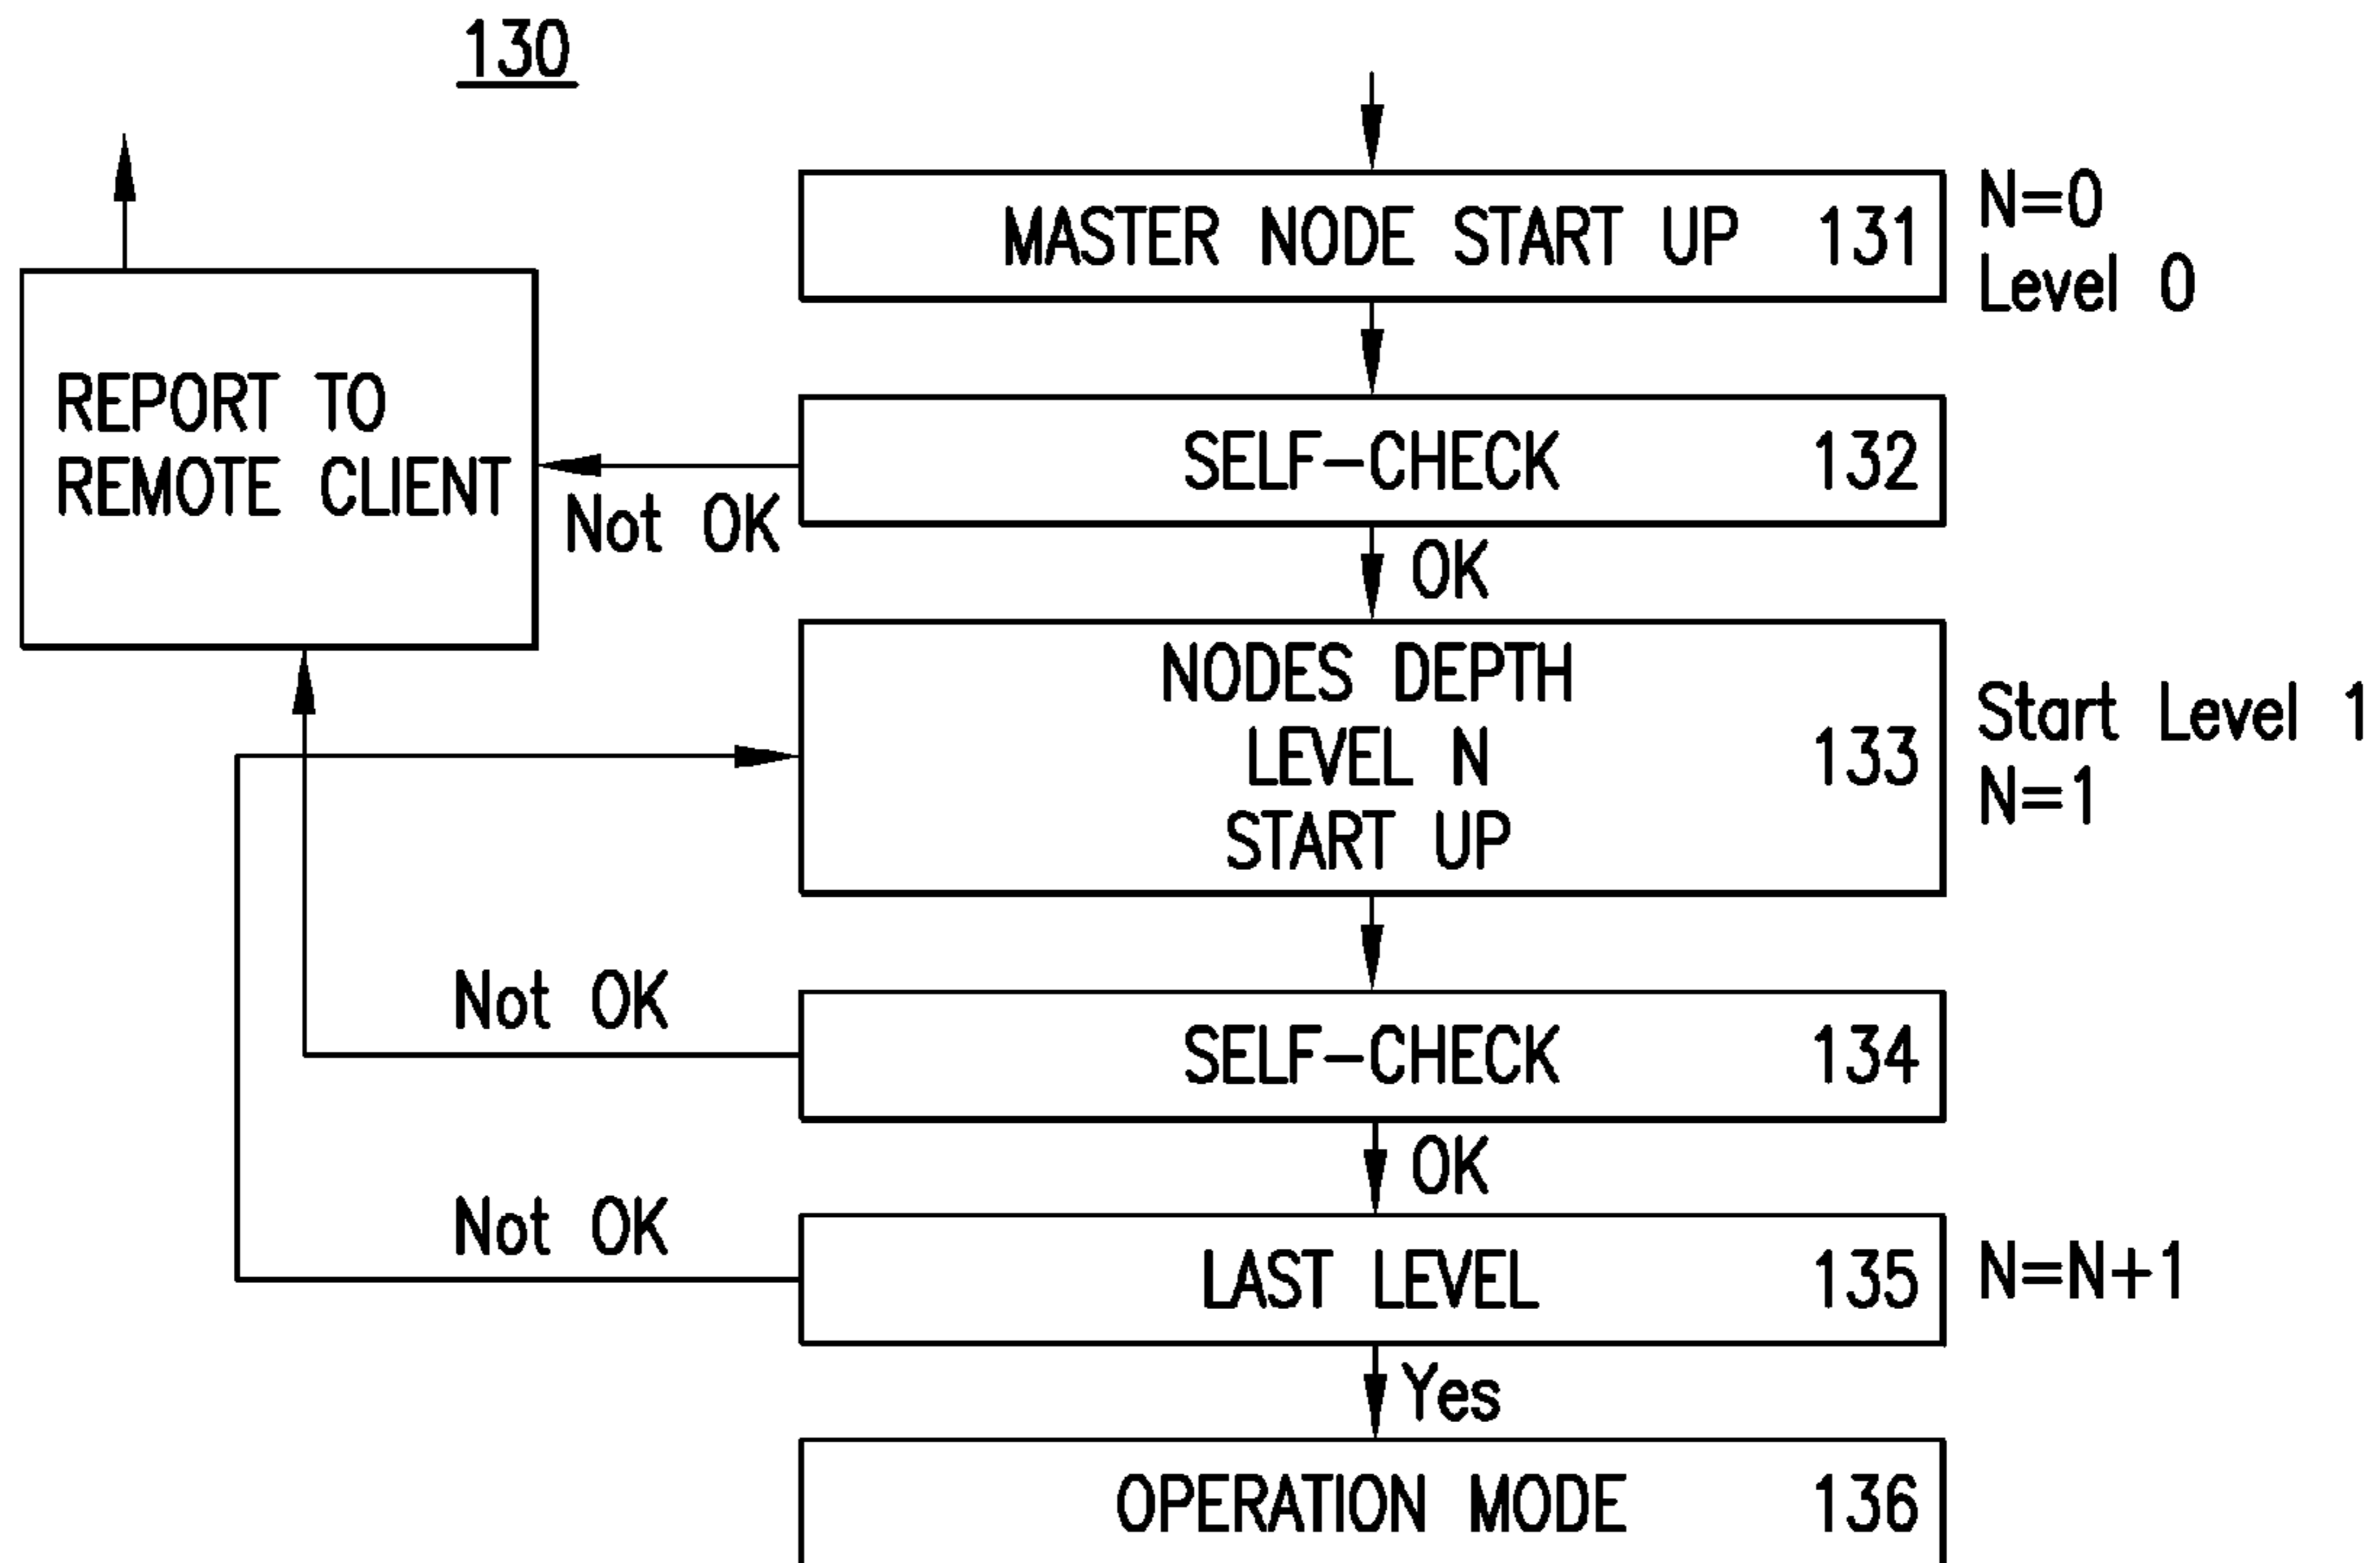 130
MASTER NODE START UP 131
N=0
Level 0
REPORT TO
REMOTE CLIENT
SELF-CHECK 132
Not OK
OK
NODES DEPTH
LEVEL N 133
START UP
Start Level 1
N=1
SELF-CHECK 134
Not OK
OK
LAST LEVEL 135
Not OK
N=N+1
Yes
OPERATION MODE 136